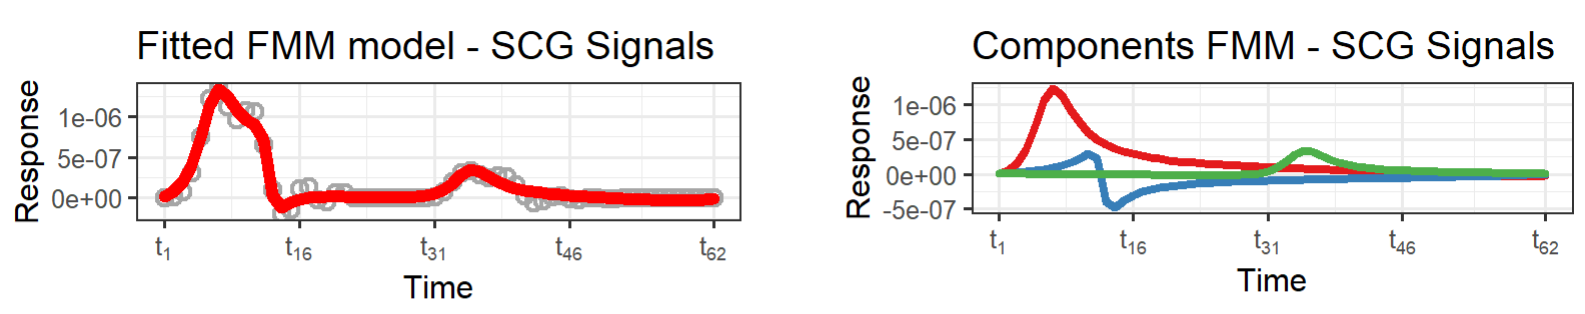 Fitted FMM model - SCG Signals
Response
1e-06
5e-07
0e+00
t1
t16
t31
t46
t62
Time
Components FMM - SCG Signals
Response
1e-06
5e-07
0e+00
-5e-07
t1
t16
t31
t46
t62
Time